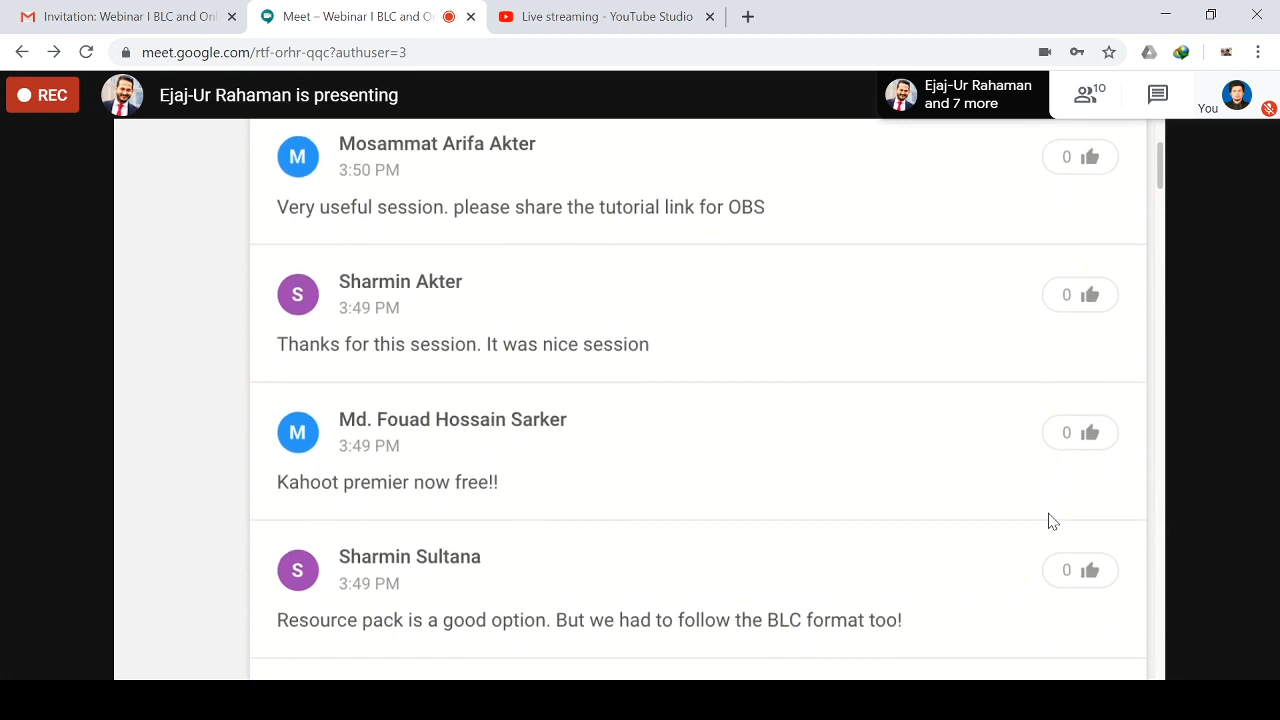 Invitation: Webinar I BLC and Onl
Meet – Webinar I BLC and O
Live streaming - YouTube Studio
meet.google.com/rtf-orhr-qqc?authuser=3
REC
Ejaj-Ur Rahaman is presenting
Ejaj-Ur Rahaman
and 7 more
10
You
M
Mosammat Arifa Akter
0
3:50 PM
Very useful session. please share the tutorial link for OBS
S
Sharmin Akter
0
3:49 PM
Thanks for this session. It was nice session
M
Md. Fouad Hossain Sarker
0
3:49 PM
Kahoot premier now free!!
S
Sharmin Sultana
0
3:49 PM
Resource pack is a good option. But we had to follow the BLC format too!